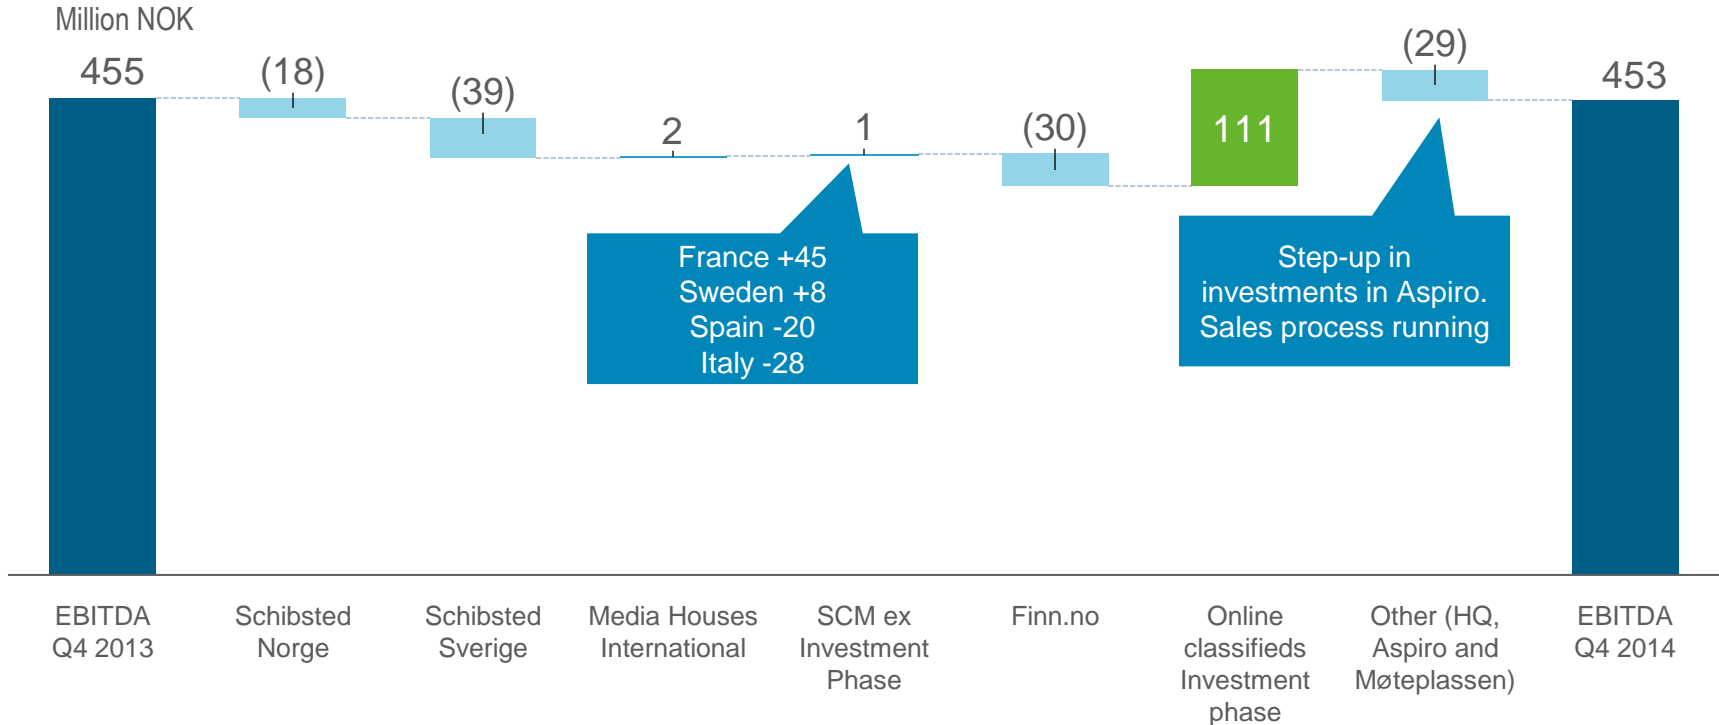 Million NOK
455
(18)
(39)
2
1
(30)
111
(29)
453
France +45
Sweden +8
Spain -20
Italy -28
Step-up in
investments in Aspiro.
Sales process running
EBITDA
Q4 2013
Schibsted
Norge
Schibsted
Sverige
Media Houses
International
SCM ex
Investment
Phase
Finn.no
Online
classifieds
Investment
phase
Other (HQ,
Aspiro and
Møteplassen)
EBITDA
Q4 2014